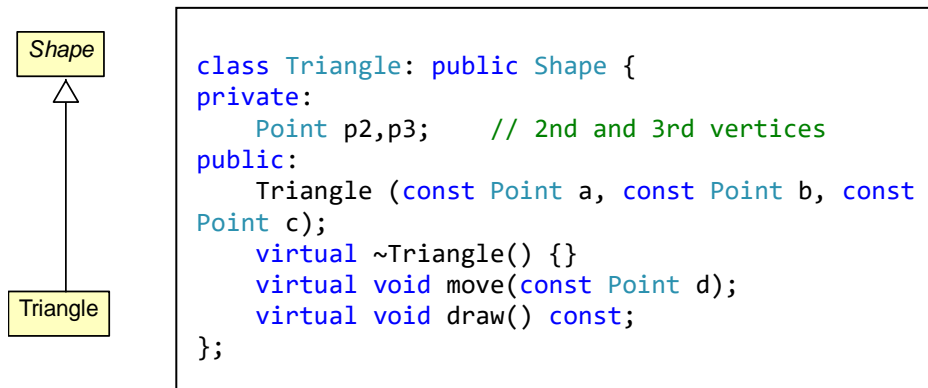 Shape
Triangle
class Triangle: public Shape {
private:
    Point p2,p3;    // 2nd and 3rd vertices
public:
    Triangle (const Point a, const Point b, const
Point c);
    virtual ~Triangle() {}
    virtual void move(const Point d);
    virtual void draw() const;
};